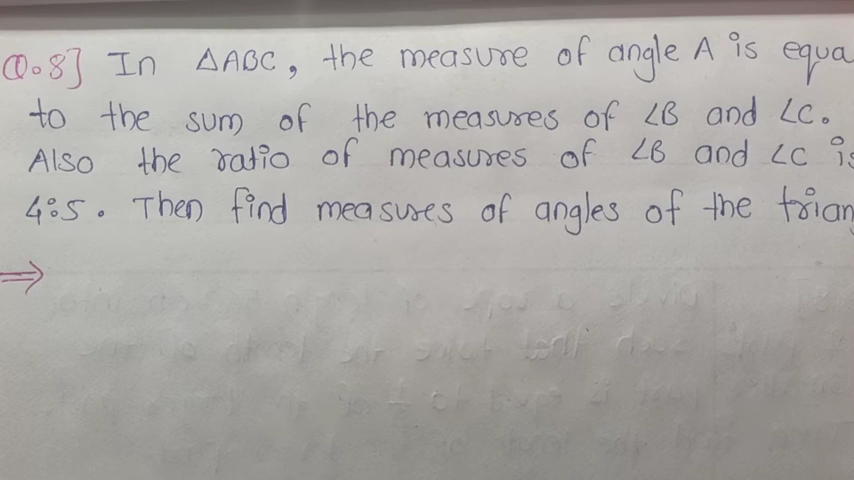 Q.8] In △ABC, the measure of angle A is equa
to the sum of the measures of ∠B and ∠C.
Also the ratio of measures of ∠B and ∠C is
4:5. Then find measures of angles of the trian
⇒